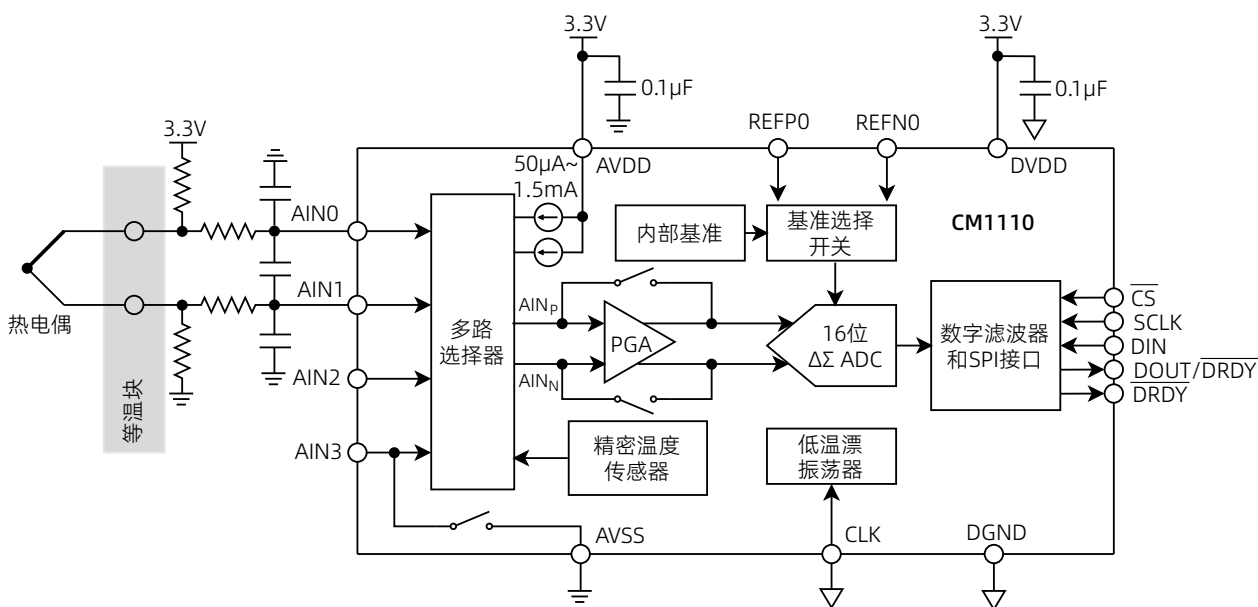 3.3V
0.1μF
3.3V
0.1μF
3.3V
REFP0
REFN0
AVDD
DVDD
50μA~
1.5mA
CM1110
内部基准
基准选择
开关
AIN0
AIN1
AIN2
AIN3
热电偶
等温块
多路
选择器
AINP
AINN
PGA
16位
ΔΣ ADC
数字滤波器
和SPI接口
CS
SCLK
DIN
DOUT/DRDY
DRDY
精密温度
传感器
低温漂
振荡器
AVSS
CLK
DGND